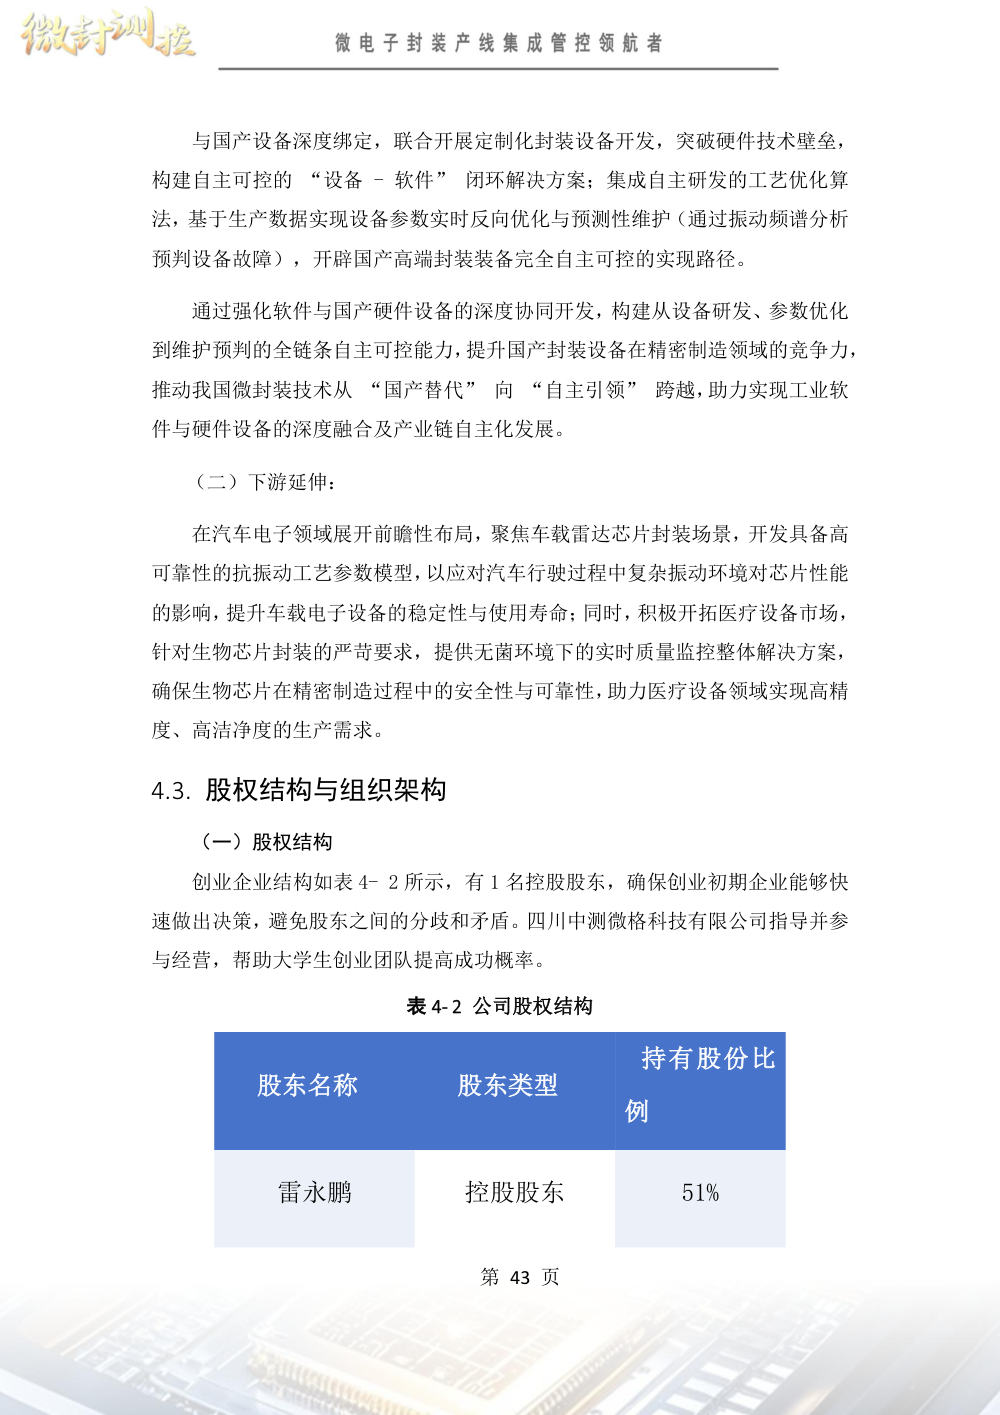 微封测控
微电子封装产线集成管控领航者
与国产设备深度绑定，联合开展定制化封装设备开发，突破硬件技术壁垒，
构建自主可控的 “设备 - 软件” 闭环解决方案；集成自主研发的工艺优化算
法，基于生产数据实现设备参数实时反向优化与预测性维护（通过振动频谱分析
预判设备故障），开辟国产高端封装装备完全自主可控的实现路径。
通过强化软件与国产硬件设备的深度协同开发，构建从设备研发、参数优化
到维护预判的全链条自主可控能力，提升国产封装设备在精密制造领域的竞争力，
推动我国微封装技术从 “国产替代” 向 “自主引领” 跨越，助力实现工业软
件与硬件设备的深度融合及产业链自主化发展。
（二）下游延伸：
在汽车电子领域展开前瞻性布局，聚焦车载雷达芯片封装场景，开发具备高
可靠性的抗振动工艺参数模型，以应对汽车行驶过程中复杂振动环境对芯片性能
的影响，提升车载电子设备的稳定性与使用寿命；同时，积极开拓医疗设备市场，
针对生物芯片封装的严苛要求，提供无菌环境下的实时质量监控整体解决方案，
确保生物芯片在精密制造过程中的安全性与可靠性，助力医疗设备领域实现高精
度、高洁净度的生产需求。
4.3. 股权结构与组织架构
（一）股权结构
创业企业结构如表 4- 2 所示，有 1 名控股股东，确保创业初期企业能够快
速做出决策，避免股东之间的分歧和矛盾。四川中测微格科技有限公司指导并参
与经营，帮助大学生创业团队提高成功概率。
表 4- 2 公司股权结构
股东名称 股东类型 持有股份比
例
雷永鹏 控股股东 51%
第 43 页